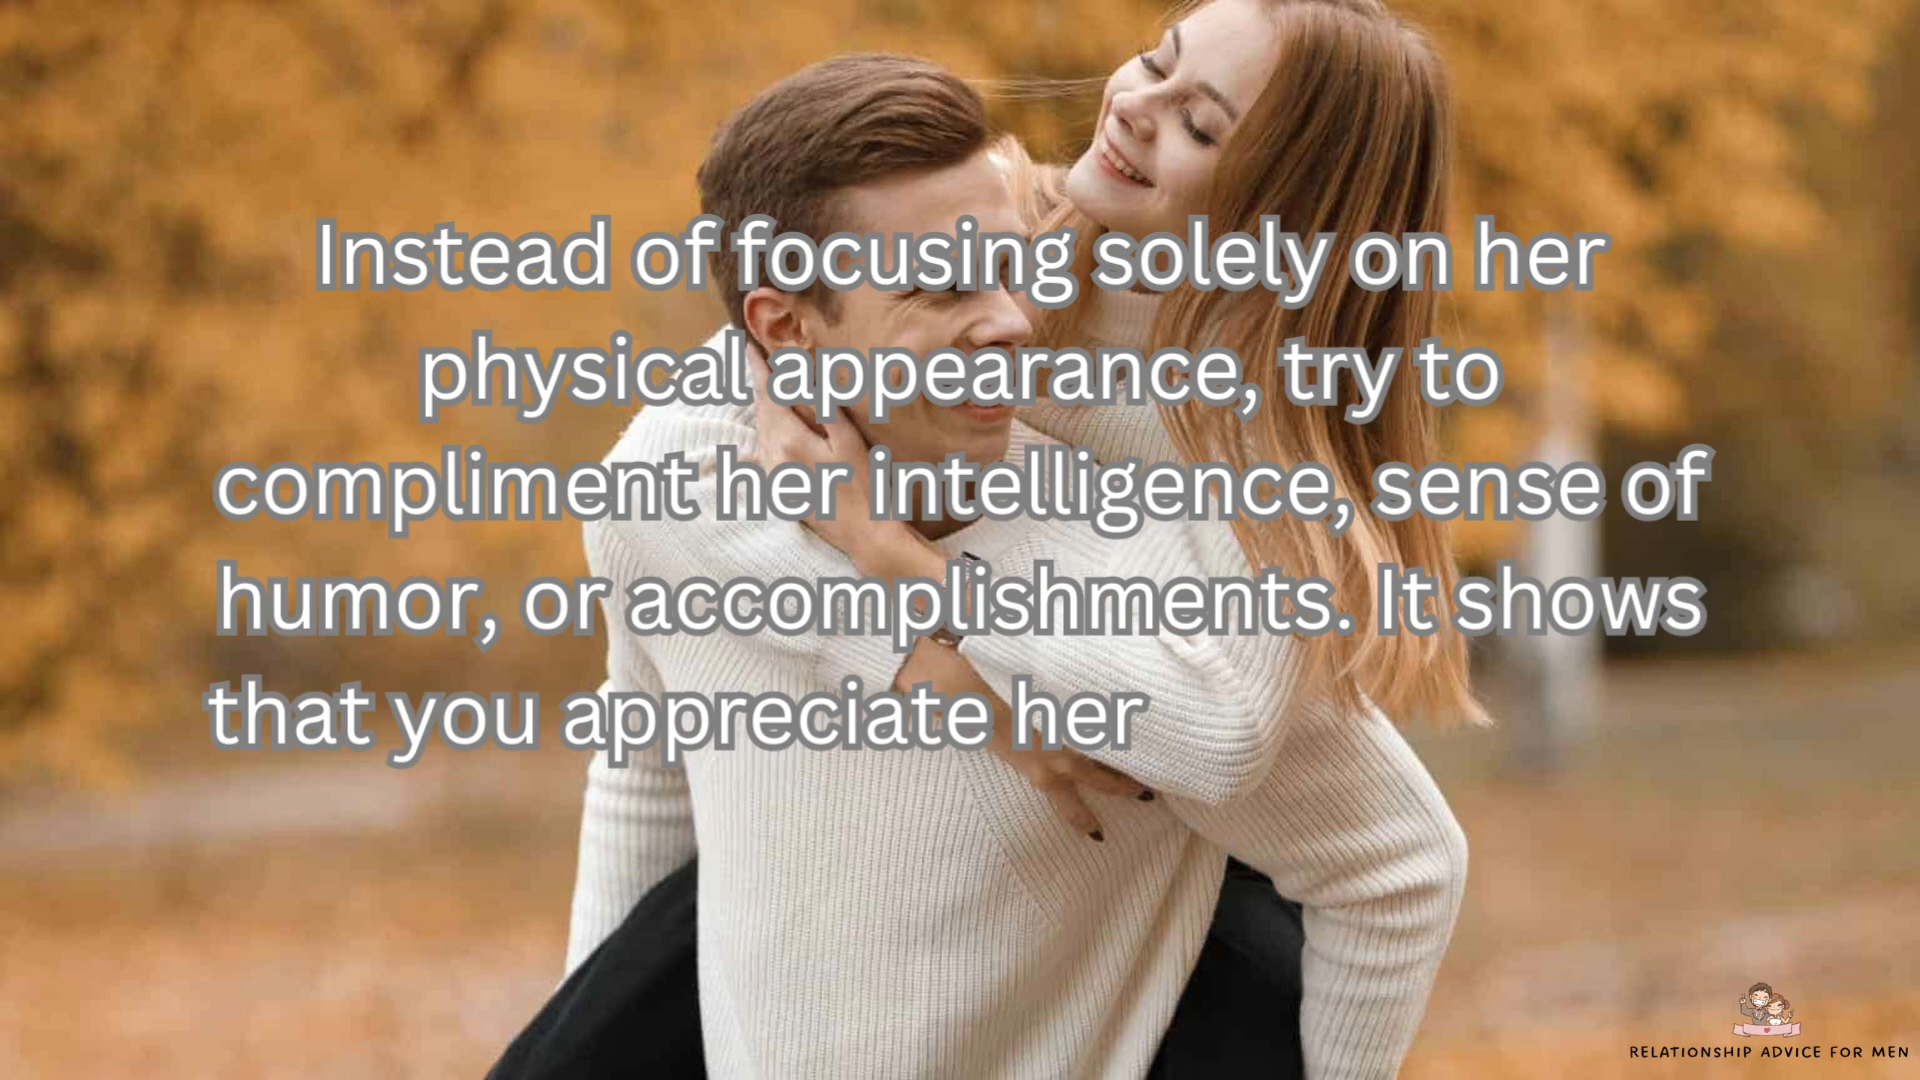 Instead of focusing solely on her
physical appearance, try to
compliment her intelligence, sense of
humor, or accomplishments. It shows
that you appreciate her
RELATIONSHIP ADVICE FOR MEN